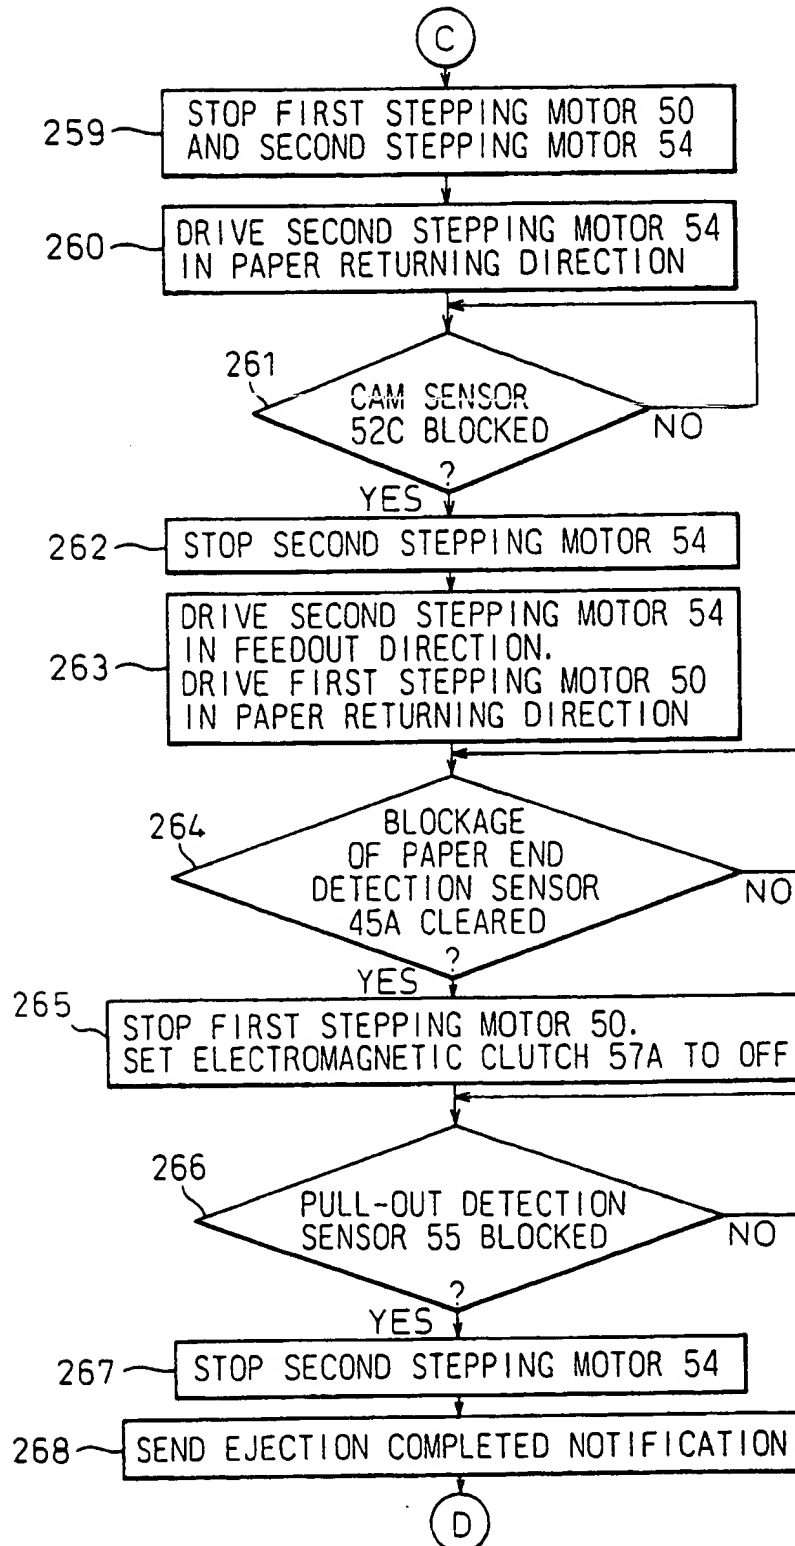 C
259
STOP FIRST STEPPING MOTOR 50
AND SECOND STEPPING MOTOR 54
260
DRIVE SECOND STEPPING MOTOR 54
IN PAPER RETURNING DIRECTION
261
CAM SENSOR
52C BLOCKED
?
NO
YES
262
STOP SECOND STEPPING MOTOR 54
263
DRIVE SECOND STEPPING MOTOR 54
IN FEEDOUT DIRECTION.
DRIVE FIRST STEPPING MOTOR 50
IN PAPER RETURNING DIRECTION
264
BLOCKAGE
OF PAPER END
DETECTION SENSOR
45A CLEARED
?
NO
YES
265
STOP FIRST STEPPING MOTOR 50.
SET ELECTROMAGNETIC CLUTCH 57A TO OFF
266
PULL-OUT DETECTION
SENSOR 55 BLOCKED
?
NO
YES
267
STOP SECOND STEPPING MOTOR 54
268
SEND EJECTION COMPLETED NOTIFICATION
D